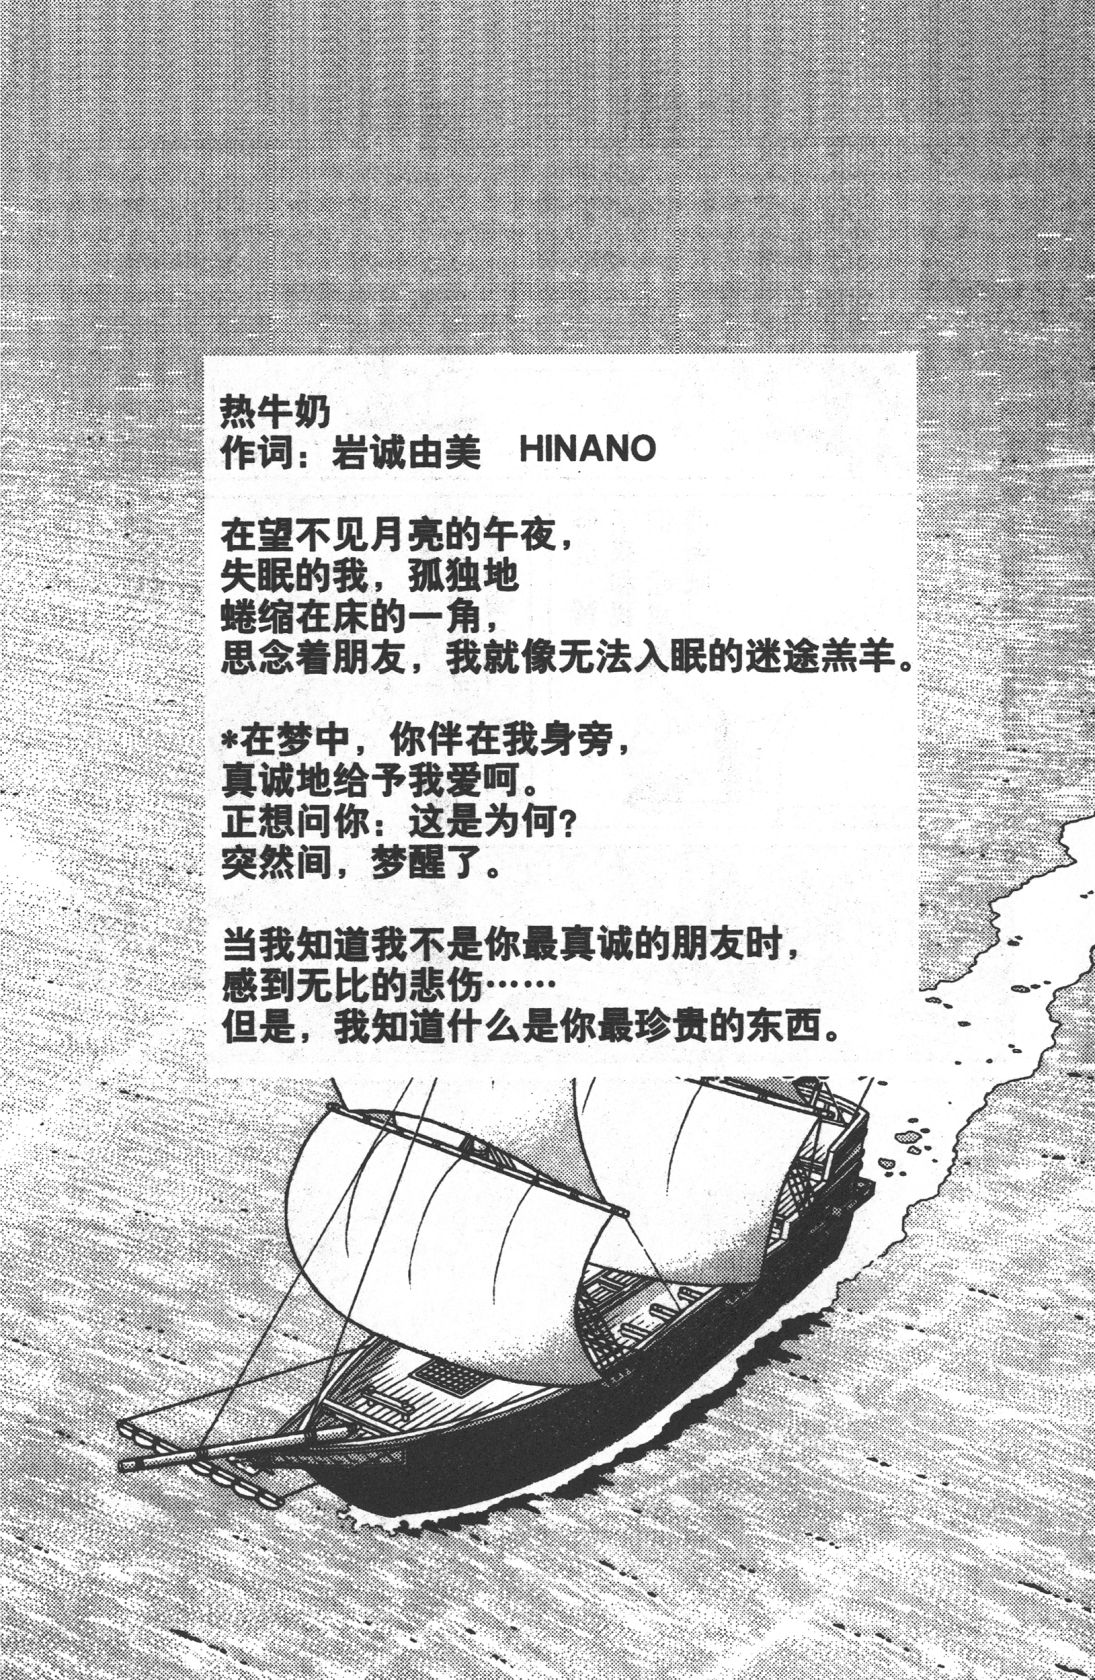 热牛奶
作词：岩诚由美　HINANO
在望不见月亮的午夜，
失眠的我，孤独地
蜷缩在床的一角，
思念着朋友，我就像无法入眠的迷途羔羊。
*在梦中，你伴在我身旁，
真诚地给予我爱呵。
正想问你：这是为何？
突然间，梦醒了。
当我知道我不是你最真诚的朋友时，
感到无比的悲伤……
但是，我知道什么是你最珍贵的东西。